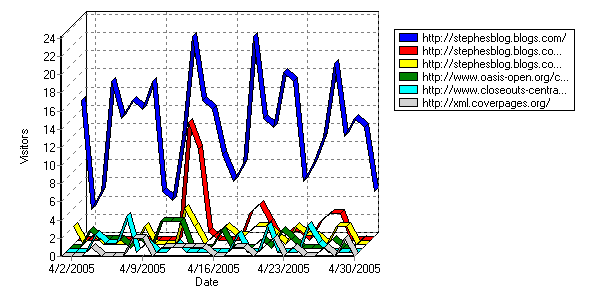 24
22
20
18
16
14
12
10
8
6
4
2
0
Visitors
4/2/2005 4/9/2005 4/16/2005 4/23/2005 4/30/2005
Date
http://stephesblog.blogs.com/
http://stephesblog.blogs.co...
http://stephesblog.blogs.co...
http://www.oasis-open.org/c...
http://www.closeouts-centra...
http://xml.coverpages.org/